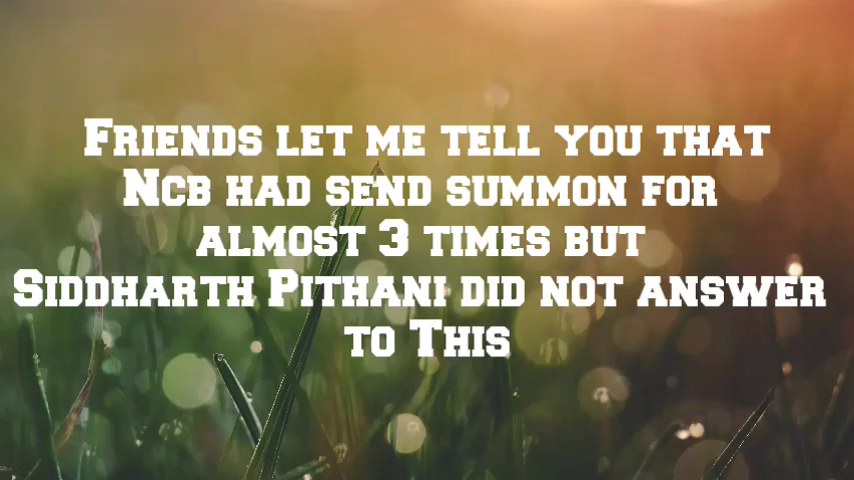 Friends let me tell you that
Ncb had send summon for
almost 3 times but
Siddharth Pithani did not answer
to This